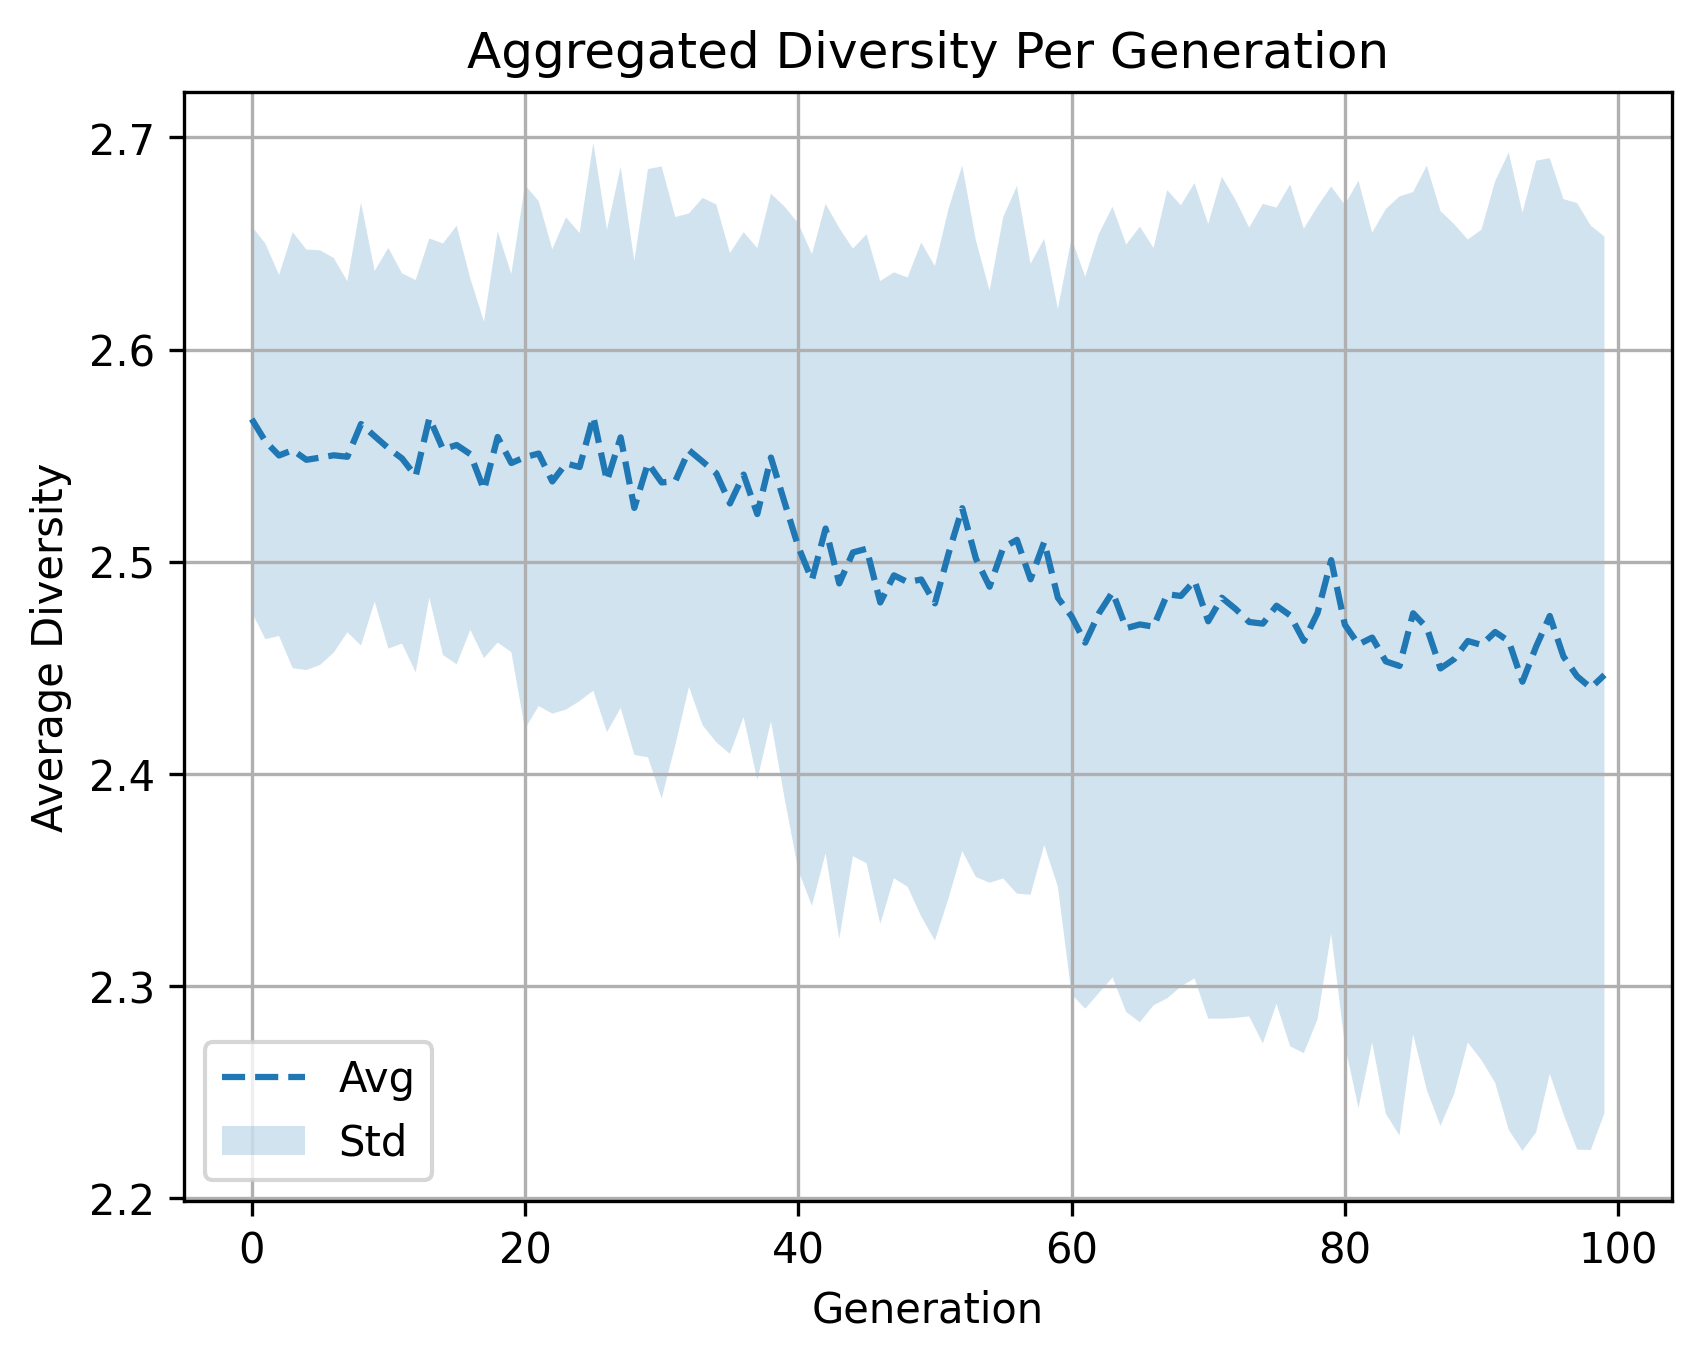 Aggregated Diversity Per Generation
Average Diversity
2.7
2.6
2.5
2.4
2.3
2.2
Avg
Std
0 20 40 60 80 100
Generation